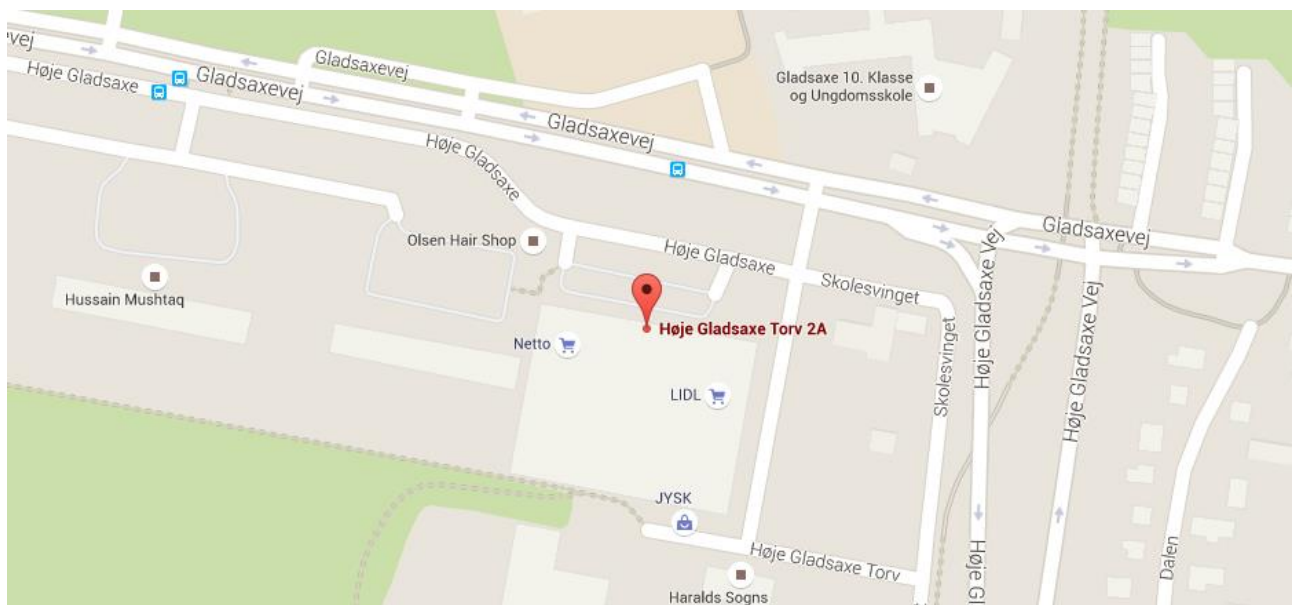 vej
Høje Gladsaxe
Gladsaxevej
Gladsaxevej
Gladsaxevej
Høje Gladsaxe
Gladsaxe 10. Klasse
og Ungdomsskole
Olsen Hair Shop
Høje Gladsaxe
Skolesvinget
Gladsaxevej
Hussain Mushtaq
Høje Gladsaxe Torv 2A
Netto
LIDL
Skolesvinget
Høje Gladsaxe Vej
Høje Gladsaxe Vej
JYSK
Høje Gladsaxe Torv
Høje Gl
Dalen
Haralds Sogns